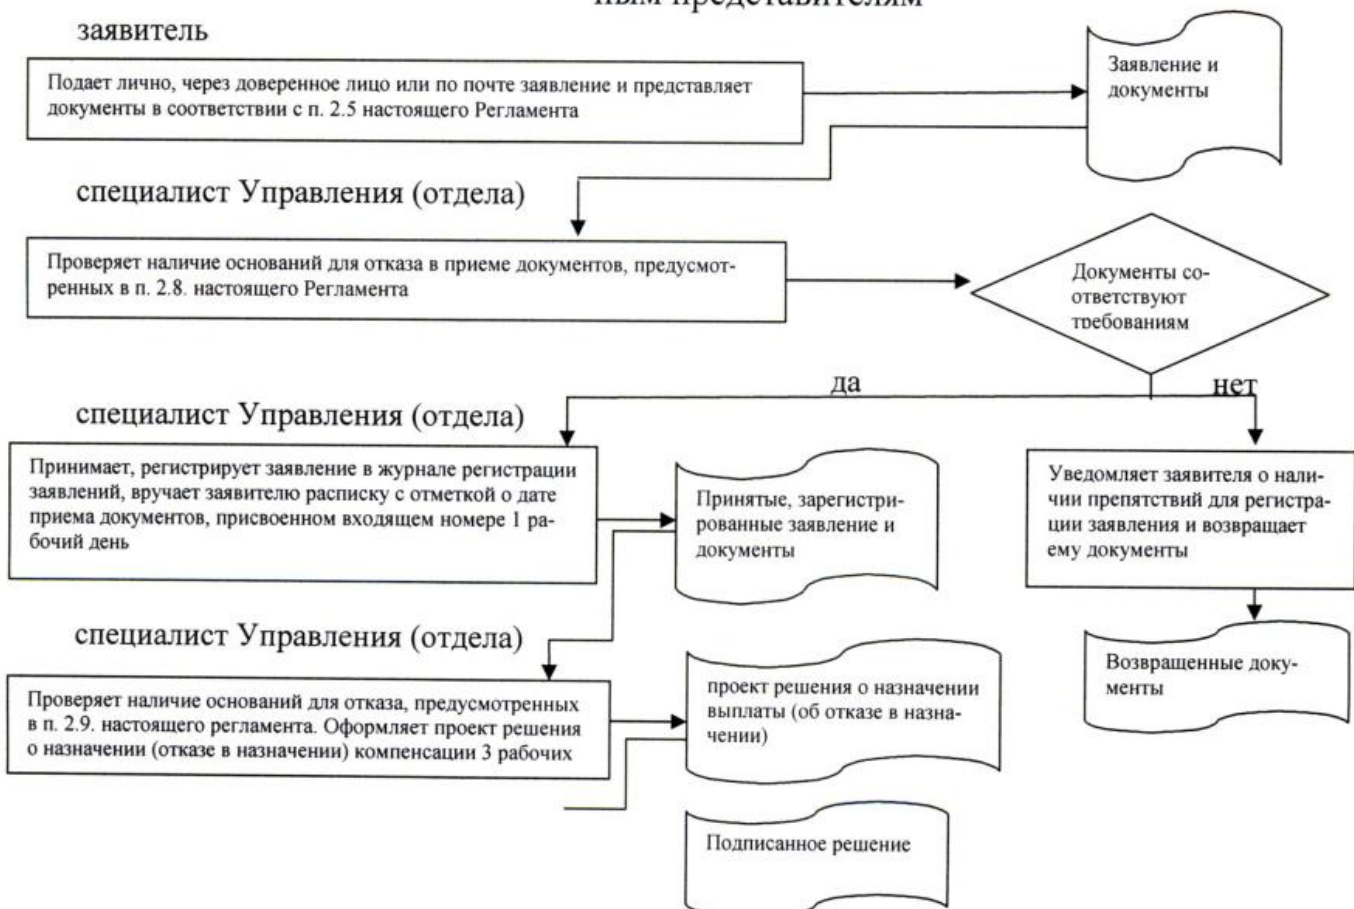 ным представителям
заявитель
Подает лично, через доверенное лицо или по почте заявление и представляет
документы в соответствии с п. 2.5 настоящего Регламента
Заявление и
документы
специалист Управления (отдела)
Проверяет наличие оснований для отказа в приеме документов, предусмот-
ренных в п. 2.8. настоящего Регламента
Документы со-
ответствуют
требованиям
да
нет
специалист Управления (отдела)
Принимает, регистрирует заявление в журнале регистрации
заявлений, вручает заявителю расписку с отметкой о дате
приема документов, присвоенном входящем номере 1 ра-
бочий день
Принятые, зарегистри-
рованные заявление и
документы
Уведомляет заявителя о нали-
чии препятствий для регистра-
ции заявления и возвращает
ему документы
специалист Управления (отдела)
Проверяет наличие оснований для отказа, предусмотренных
в п. 2.9. настоящего регламента. Оформляет проект решения
о назначении (отказе в назначении) компенсации 3 рабочих
проект решения о назначении
выплаты (об отказе в назна-
чении)
Возвращенные доку-
менты
Подписанное решение